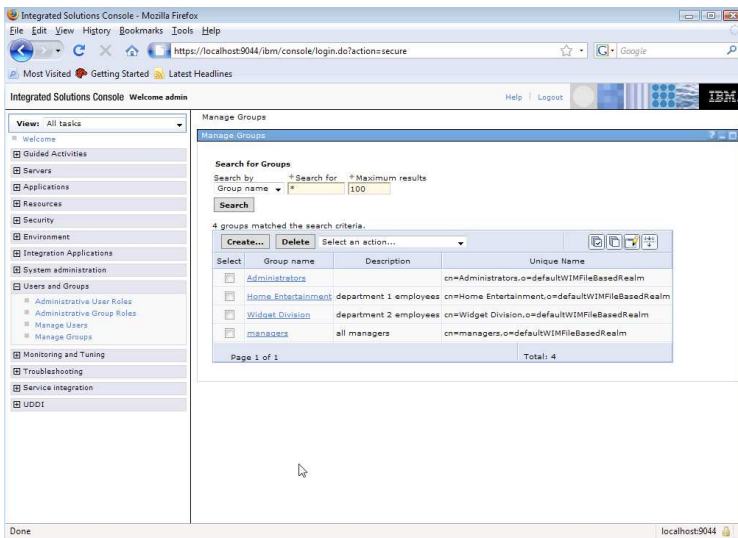 Integrated Solutions Console - Mozilla Firefox
File Edit View History Bookmarks Tools Help
https://localhost:9044/ibm/console/login.do?action=secure
G Google
Most Visited Getting Started Latest Headlines
Integrated Solutions Console Welcome admin
Help Logout
IBM.
View: All tasks
Welcome
Guided Activities
Servers
Applications
Resources
Security
Environment
Integration Applications
System administration
Users and Groups
Administrative User Roles
Administrative Group Roles
Manage Users
Manage Groups
Monitoring and Tuning
Troubleshooting
Service integration
UDDI
Manage Groups
Manage Groups
Search for Groups
Search by * Search for * Maximum results
Group name * 100
Search
4 groups matched the search criteria.
Create... Delete Select an action...
Select Group name Description Unique Name
Administrators cn=Administrators,o=defaultWIMFileBasedRealm
Home Entertainment department 1 employees cn=Home Entertainment,o=defaultWIMFileBasedRealm
Widget Division department 2 employees cn=Widget Division,o=defaultWIMFileBasedRealm
managers all managers cn=managers,o=defaultWIMFileBasedRealm
Page 1 of 1 Total: 4
Done localhost:9044